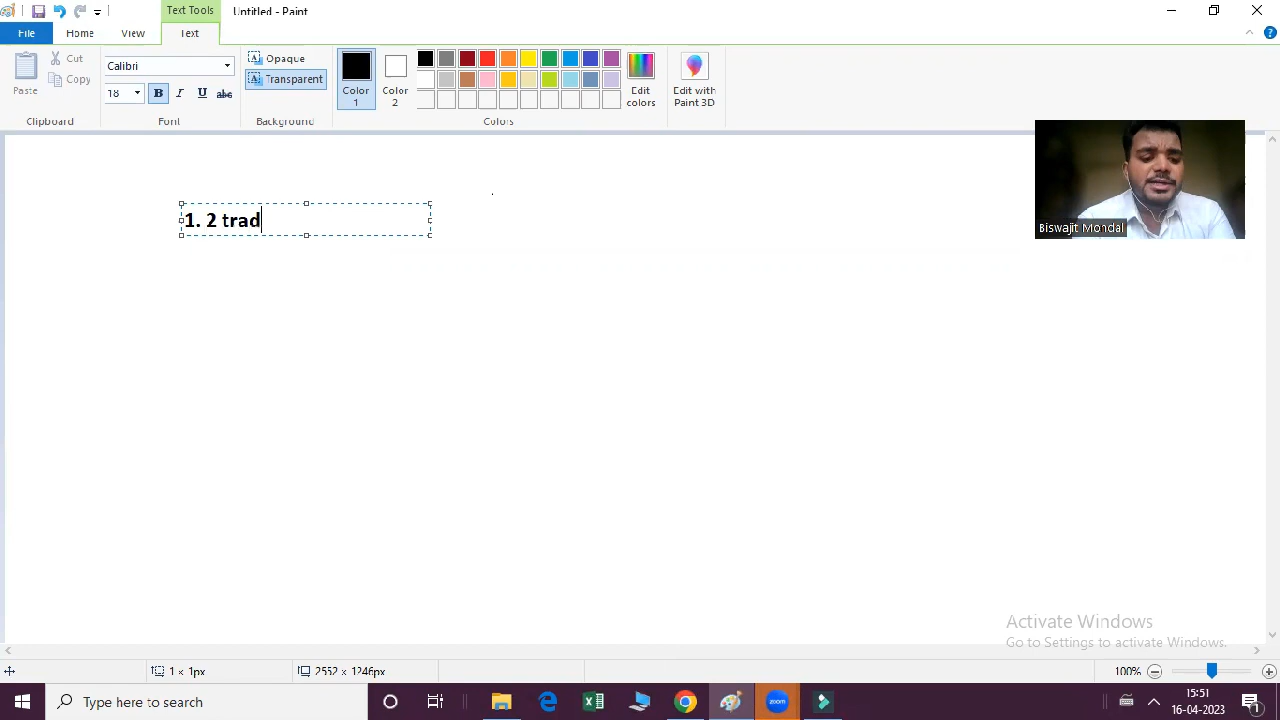 Text Tools
Untitled - Paint
File
Home
View
Text
Paste
Cut
Copy
Calibri
18
B
I
U
abc
Opaque
Transparent
Color 1
Color 2
Edit colors
Edit with Paint 3D
Clipboard
Font
Background
Colors
1. 2 trad
Biswajit Mondal
Activate Windows
Go to Settings to activate Windows.
1 × 1px
2552 × 1246px
100%
Type here to search
zoom
15:51
16-04-2023
1